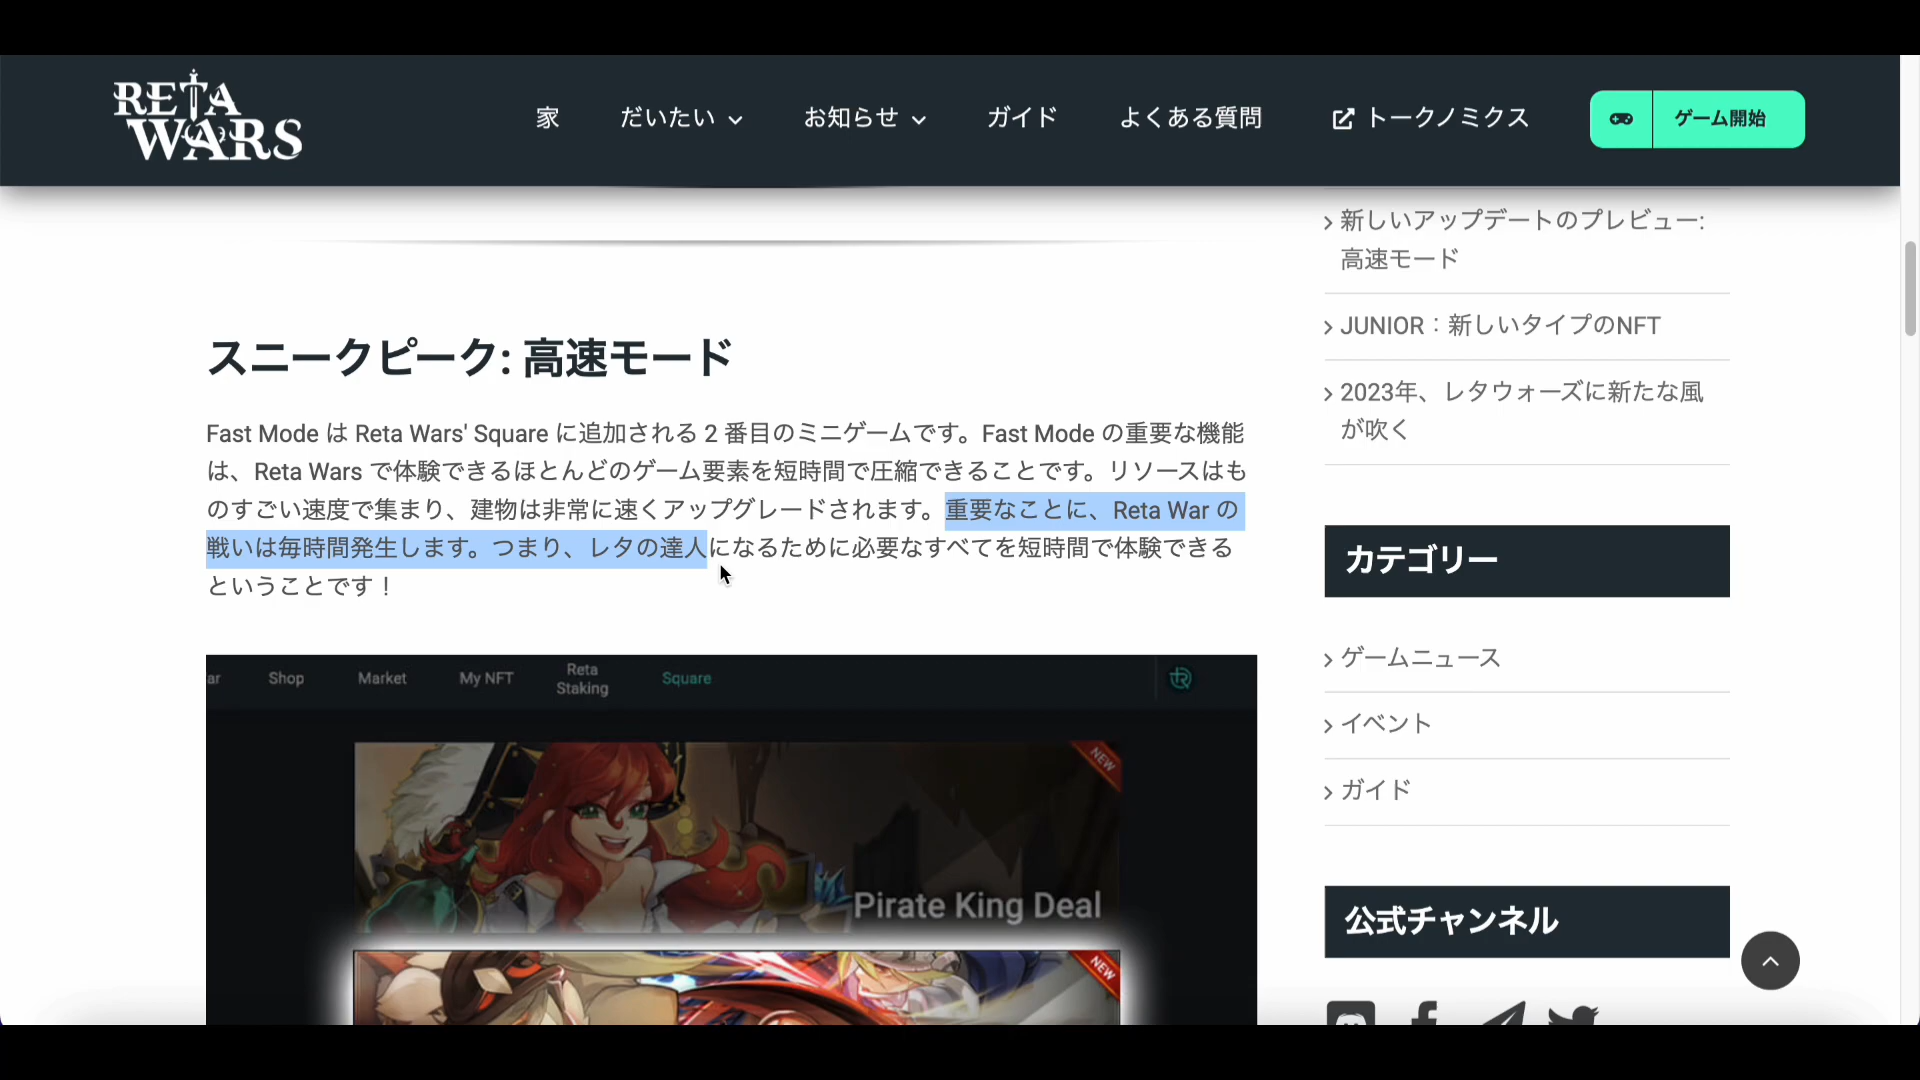 RETA
WARS
家
だいたい
お知らせ
ガイド
よくある質問
トークノミクス
ゲーム開始
スニークピーク: 高速モード
Fast Mode は Reta Wars' Square に追加される 2 番目のミニゲームです。Fast Mode の重要な機能
は、Reta Wars で体験できるほとんどのゲーム要素を短時間で圧縮できることです。リソースはも
のすごい速度で集まり、建物は非常に速くアップグレードされます。重要なことに、Reta War の
戦いは毎時間発生します。つまり、レタの達人になるために必要なすべてを短時間で体験できる
ということです！
ar
Shop
Market
My NFT
Reta
Staking
Square
NEW
Pirate King Deal
NEW
新しいアップデートのプレビュー:
高速モード
JUNIOR：新しいタイプのNFT
2023年、レタウォーズに新たな風
が吹く
カテゴリー
ゲームニュース
イベント
ガイド
公式チャンネル